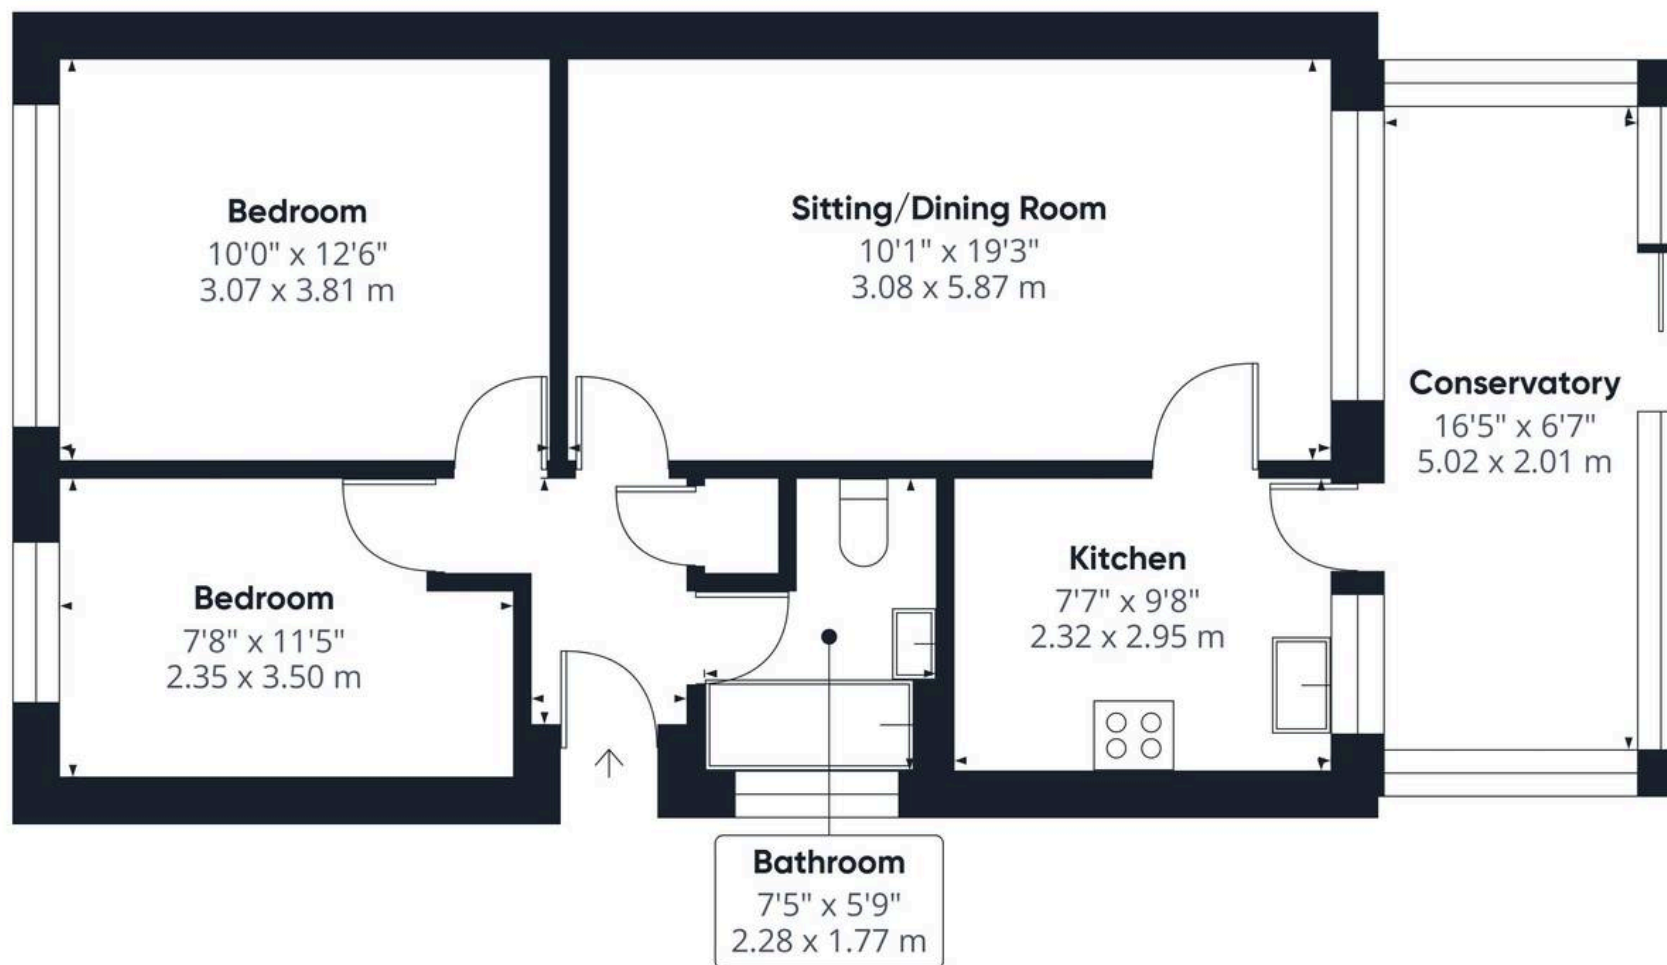 Bedroom
10'0" x 12'6"
3.07 x 3.81 m
Sitting/Dining Room
10'1" x 19'3"
3.08 x 5.87 m
Conservatory
16'5" x 6'7"
5.02 x 2.01 m
Bedroom
7'8" x 11'5"
2.35 x 3.50 m
Kitchen
7'7" x 9'8"
2.32 x 2.95 m
Bathroom
7'5" x 5'9"
2.28 x 1.77 m